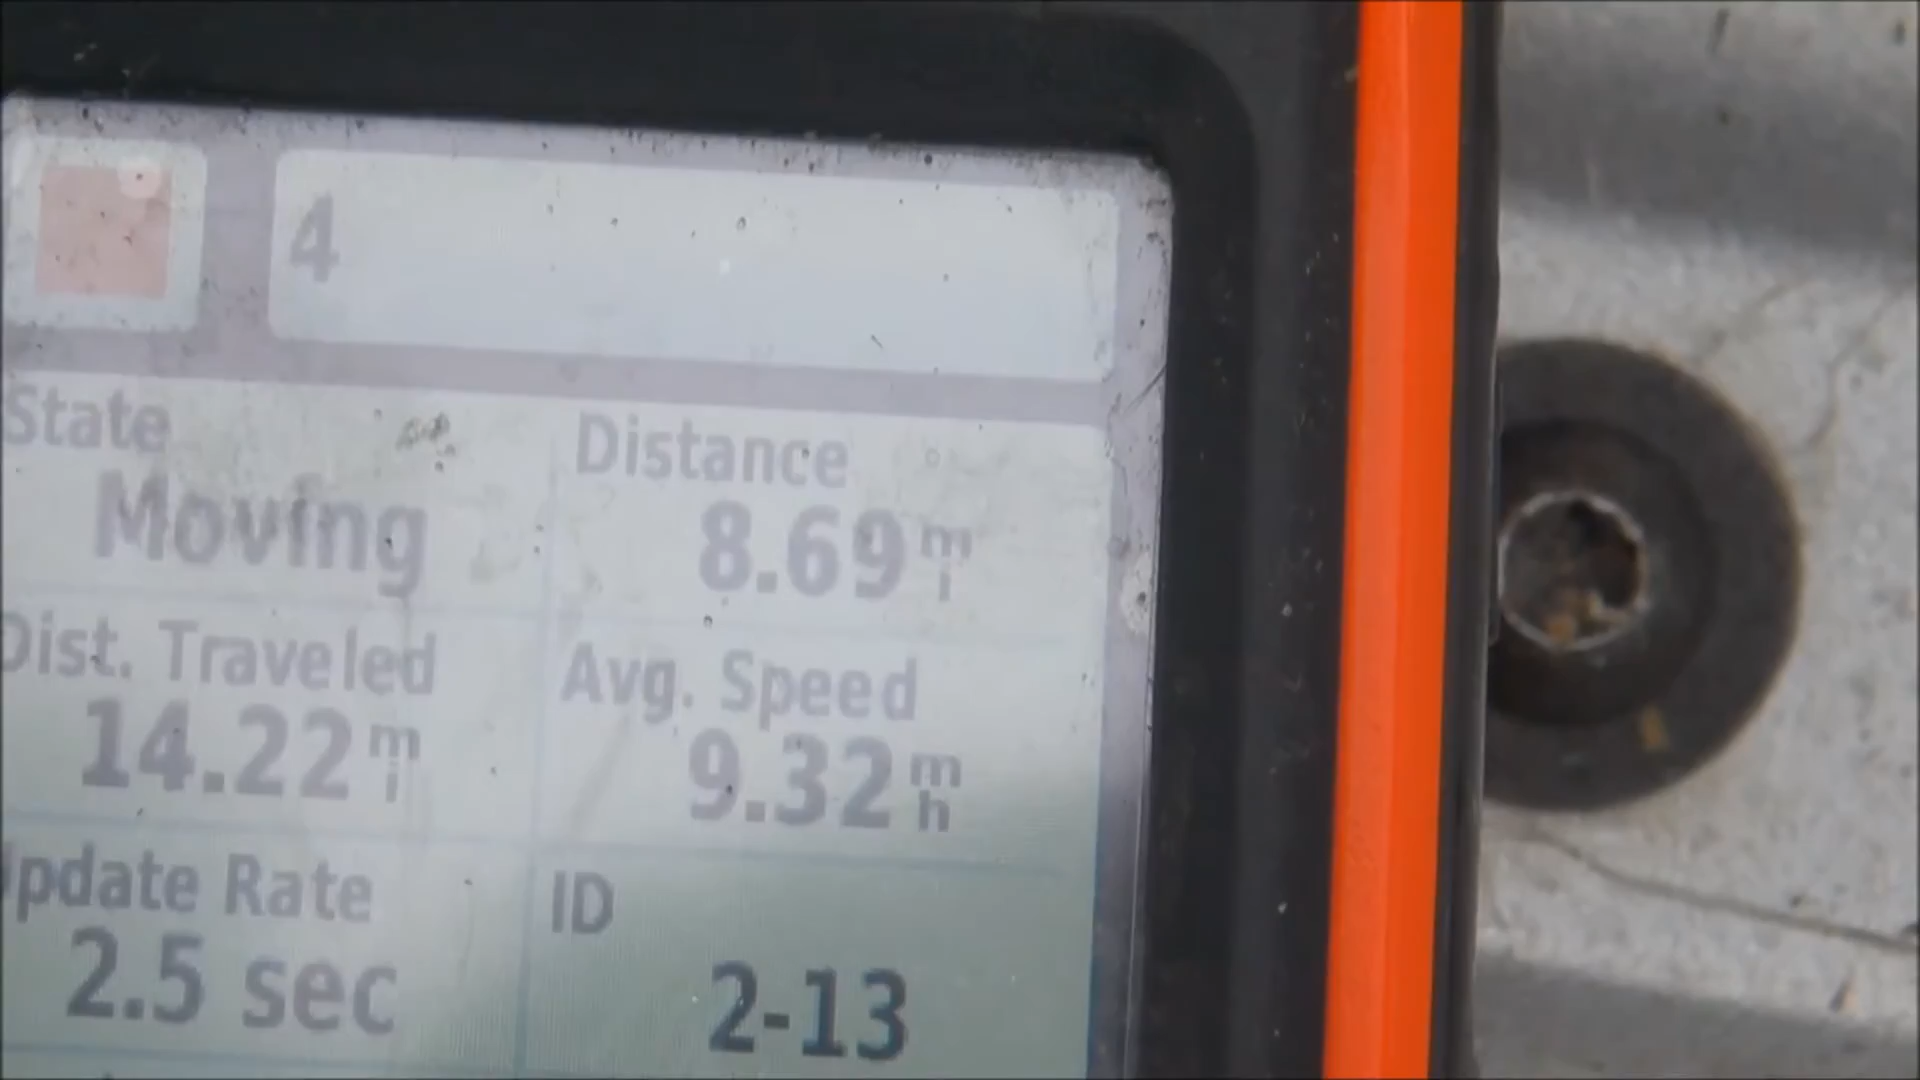 4
State
Moving
Distance
8.69 mi
Dist. Traveled
14.22 mi
Avg. Speed
9.32 mh
Update Rate
2.5 sec
ID
2-13